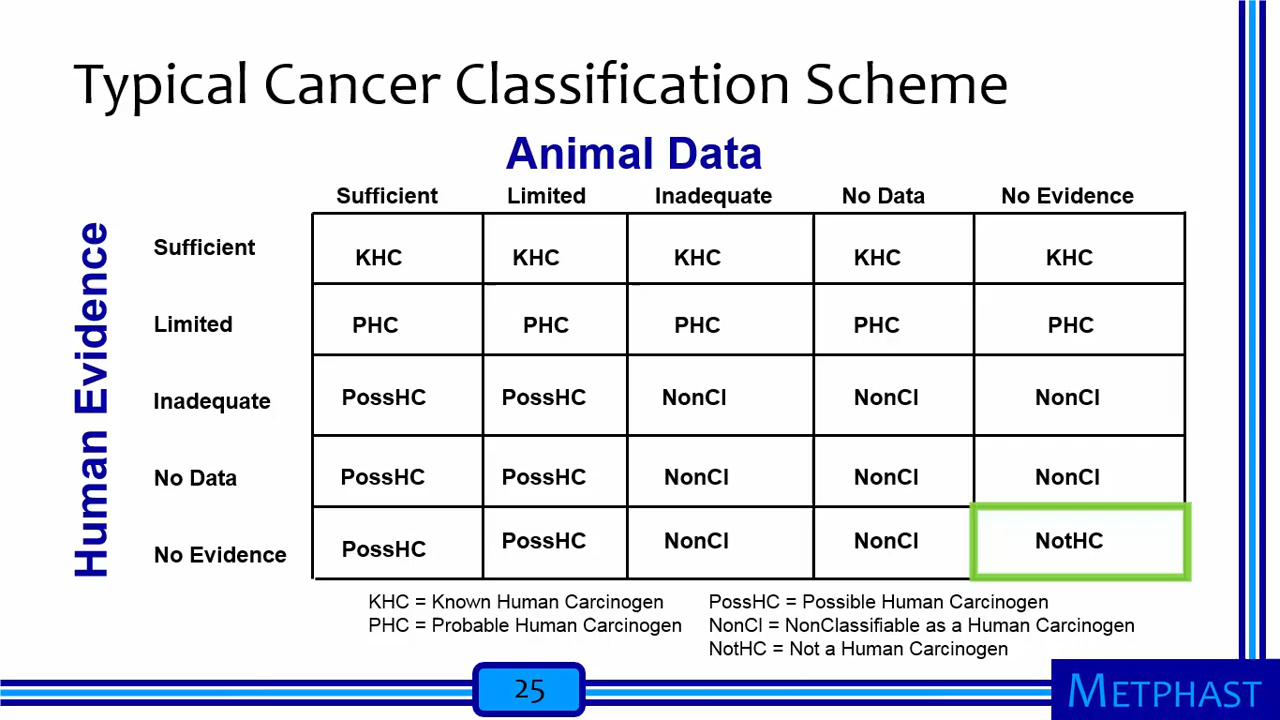 Typical Cancer Classification Scheme
Animal Data
Sufficient Limited Inadequate No Data No Evidence
Human Evidence
Sufficient KHC KHC KHC KHC KHC
Limited PHC PHC PHC PHC PHC
Inadequate PossHC PossHC NonCl NonCl NonCl
No Data PossHC PossHC NonCl NonCl NonCl
No Evidence PossHC PossHC NonCl NonCl NotHC
KHC = Known Human Carcinogen PossHC = Possible Human Carcinogen
PHC = Probable Human Carcinogen NonCl = NonClassifiable as a Human Carcinogen
NotHC = Not a Human Carcinogen
25
METPHAST